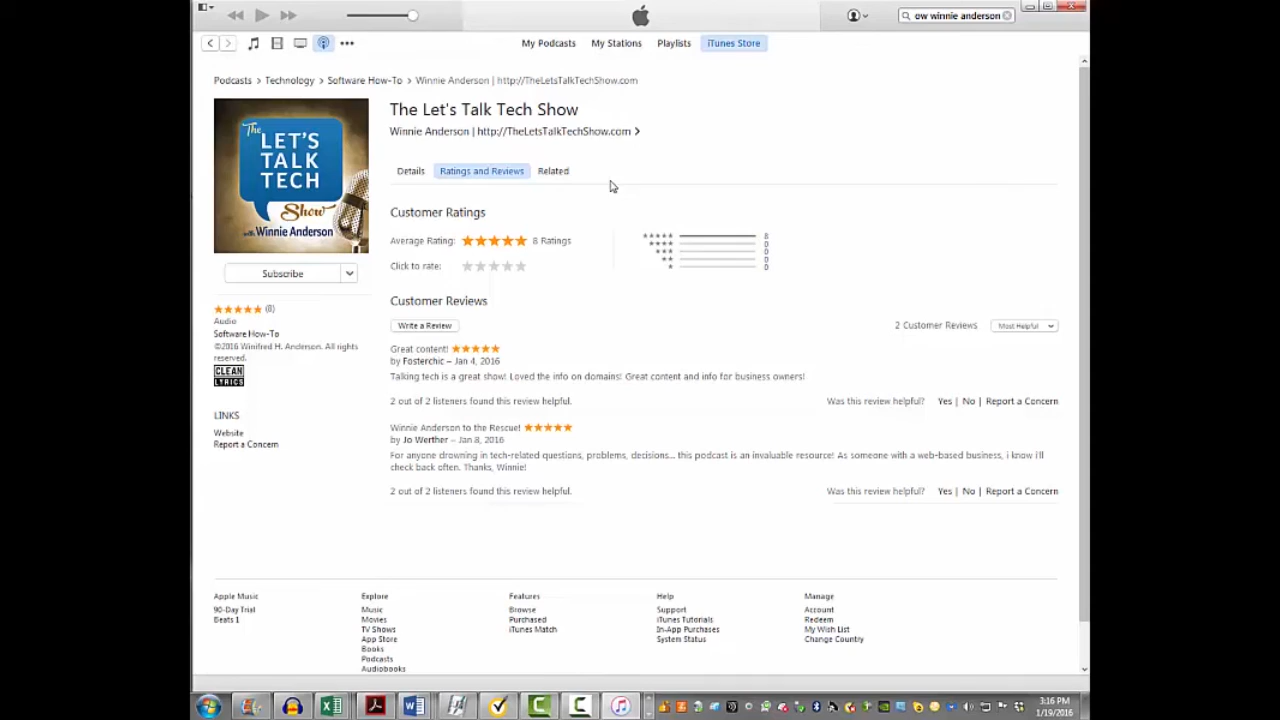 ow winnie anderson
My Podcasts My Stations Playlists iTunes Store
Podcasts > Technology > Software How-To > Winnie Anderson | http://TheLetsTalkTechShow.com
The LET'S TALK TECH Show with Winnie Anderson
The Let's Talk Tech Show
Winnie Anderson | http://TheLetsTalkTechShow.com >
Details Ratings and Reviews Related
Customer Ratings
Average Rating: ★★★★★ 8 Ratings
★★★★★ 8
★★★★ 0
★★★ 0
★★ 0
★ 0
Click to rate: ★★★★★
Subscribe
★★★★★ (8)
Audio
Software How-To
©2016 Winifred H. Anderson. All rights
reserved.
CLEAN
LYRICS
LINKS
Website
Report a Concern
Customer Reviews
Write a Review
2 Customer Reviews Most Helpful
Great content! ★★★★★
by Fosterchic – Jan 4, 2016
Talking tech is a great show! Loved the info on domains! Great content and info for business owners!
2 out of 2 listeners found this review helpful. Was this review helpful? Yes | No | Report a Concern
Winnie Anderson to the Rescue! ★★★★★
by Jo Werther – Jan 8, 2016
For anyone drowning in tech-related questions, problems, decisions... this podcast is an invaluable resource! As someone with a web-based business, i know i'll
check back often. Thanks, Winnie!
2 out of 2 listeners found this review helpful. Was this review helpful? Yes | No | Report a Concern
Apple Music
90-Day Trial
Beats 1
Explore
Music
Movies
TV Shows
App Store
Books
Podcasts
Audiobooks
Features
Browse
Purchased
iTunes Match
Help
Support
iTunes Tutorials
In-App Purchases
System Status
Manage
Account
Redeem
My Wish List
Change Country
3:16 PM
1/19/2016